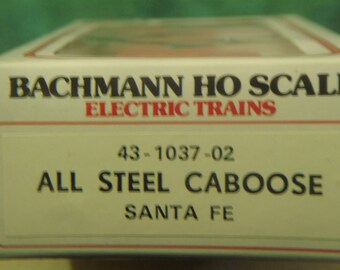 BACHMANN HO SCALE
ELECTRIC TRAINS
43-1037-02
ALL STEEL CABOOSE
SANTA FE